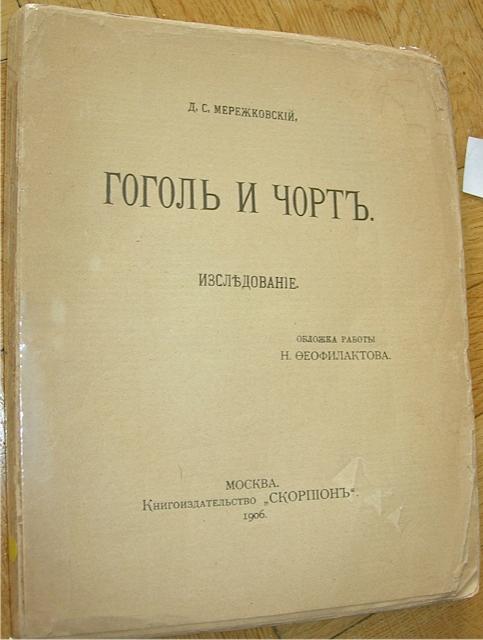 Д. С. МЕРЕЖКОВСКІЙ,
ГОГОЛЬ И ЧОРТЪ.
ИЗСЛѢДОВАНІЕ.
ОБЛОЖКА РАБОТЫ
Н. ѲЕОФИЛАКТОВА.
МОСКВА.
Книгоиздательство „СКОРПІОНЪ“.
1906.